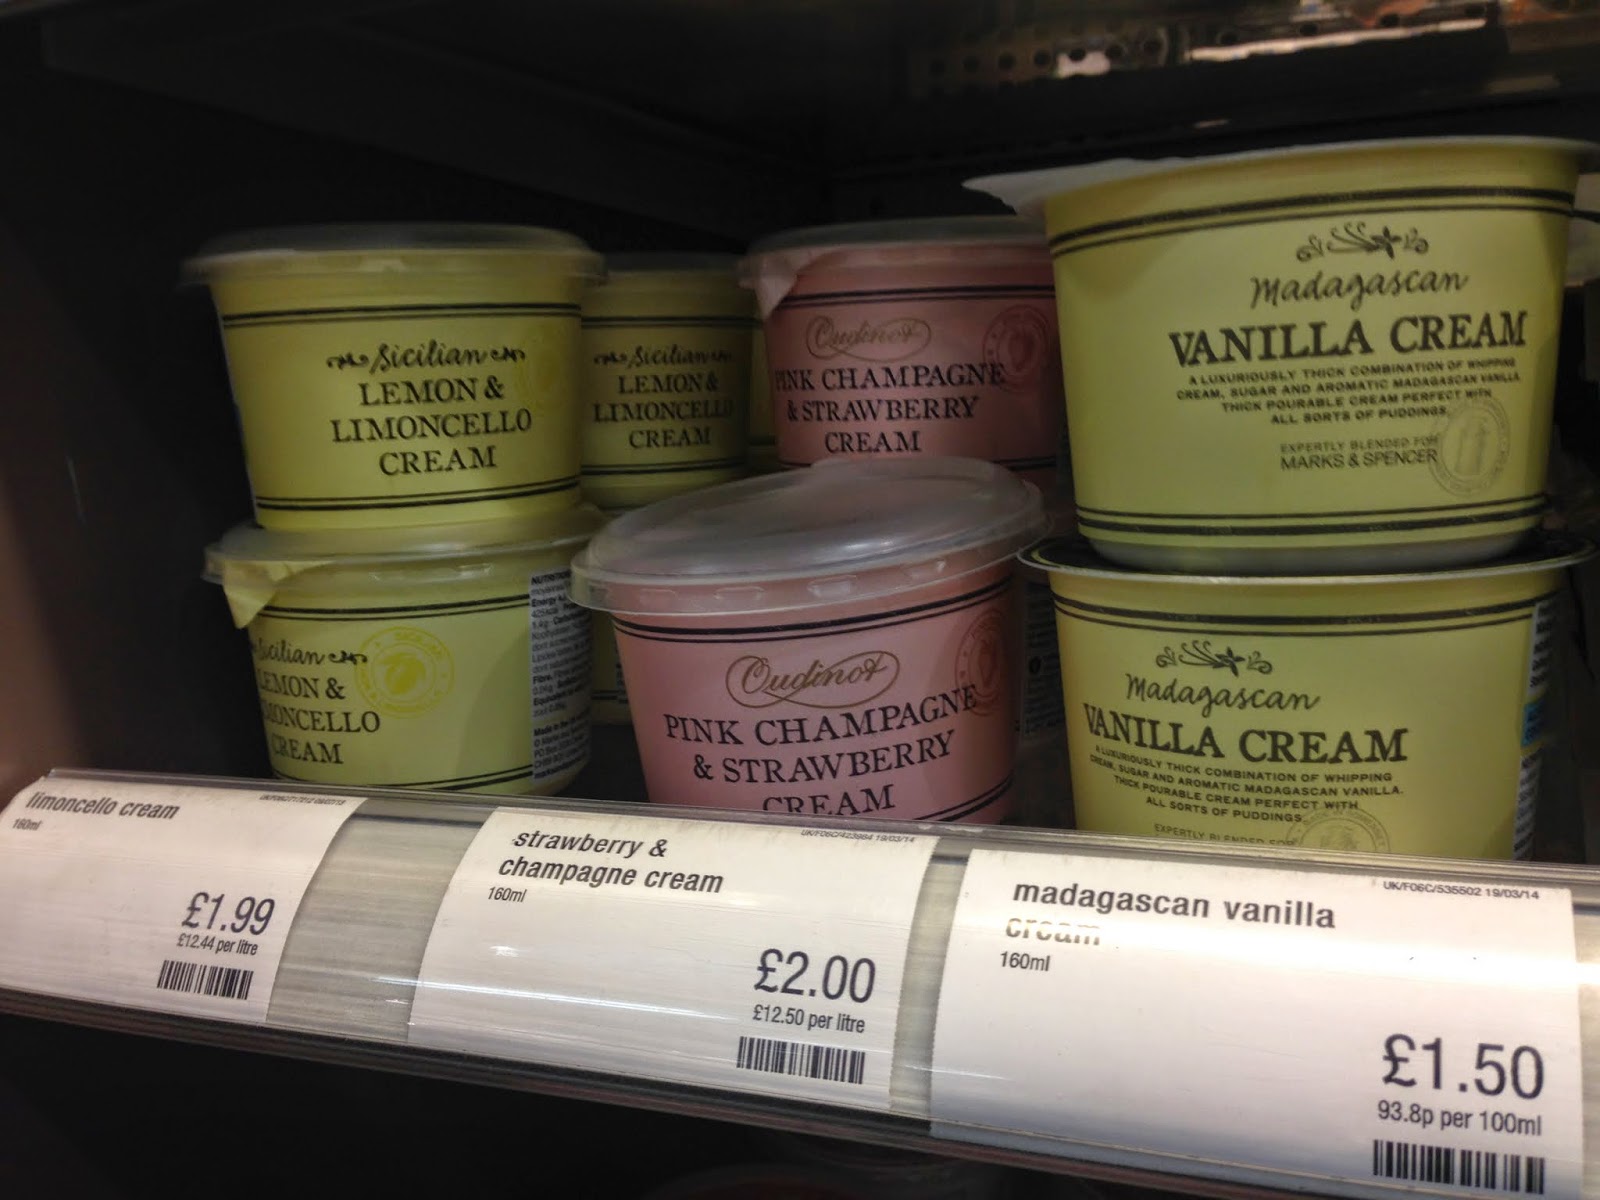 Sicilian
LEMON &
LIMONCELLO
CREAM
Sicilian
LEMON &
LIMONCELLO
CREAM
Oudinot
PINK CHAMPAGNE
& STRAWBERRY
CREAM
Madagascan
VANILLA CREAM
A LUXURIOUSLY THICK COMBINATION OF WHIPPING
CREAM, SUGAR AND AROMATIC MADAGASCAN VANILLA.
THICK POURABLE CREAM PERFECT WITH
ALL SORTS OF PUDDINGS
EXPERTLY BLENDED FOR
MARKS & SPENCER
Sicilian
LEMON &
MONCELLO
CREAM
Oudinot
PINK CHAMPAGNE
& STRAWBERRY
CREAM
Madagascan
VANILLA CREAM
A LUXURIOUSLY THICK COMBINATION OF WHIPPING
CREAM, SUGAR AND AROMATIC MADAGASCAN VANILLA.
THICK POURABLE CREAM PERFECT WITH
ALL SORTS OF PUDDINGS
EXPERTLY BLENDED FOR
limoncello cream
160ml
£1.99
£12.44 per litre
strawberry &
champagne cream
160ml
UK/F06C/423984 19/03/14
£2.00
£12.50 per litre
madagascan vanilla
cream
160ml
UK/F06C/535502 19/03/14
£1.50
93.8p per 100ml